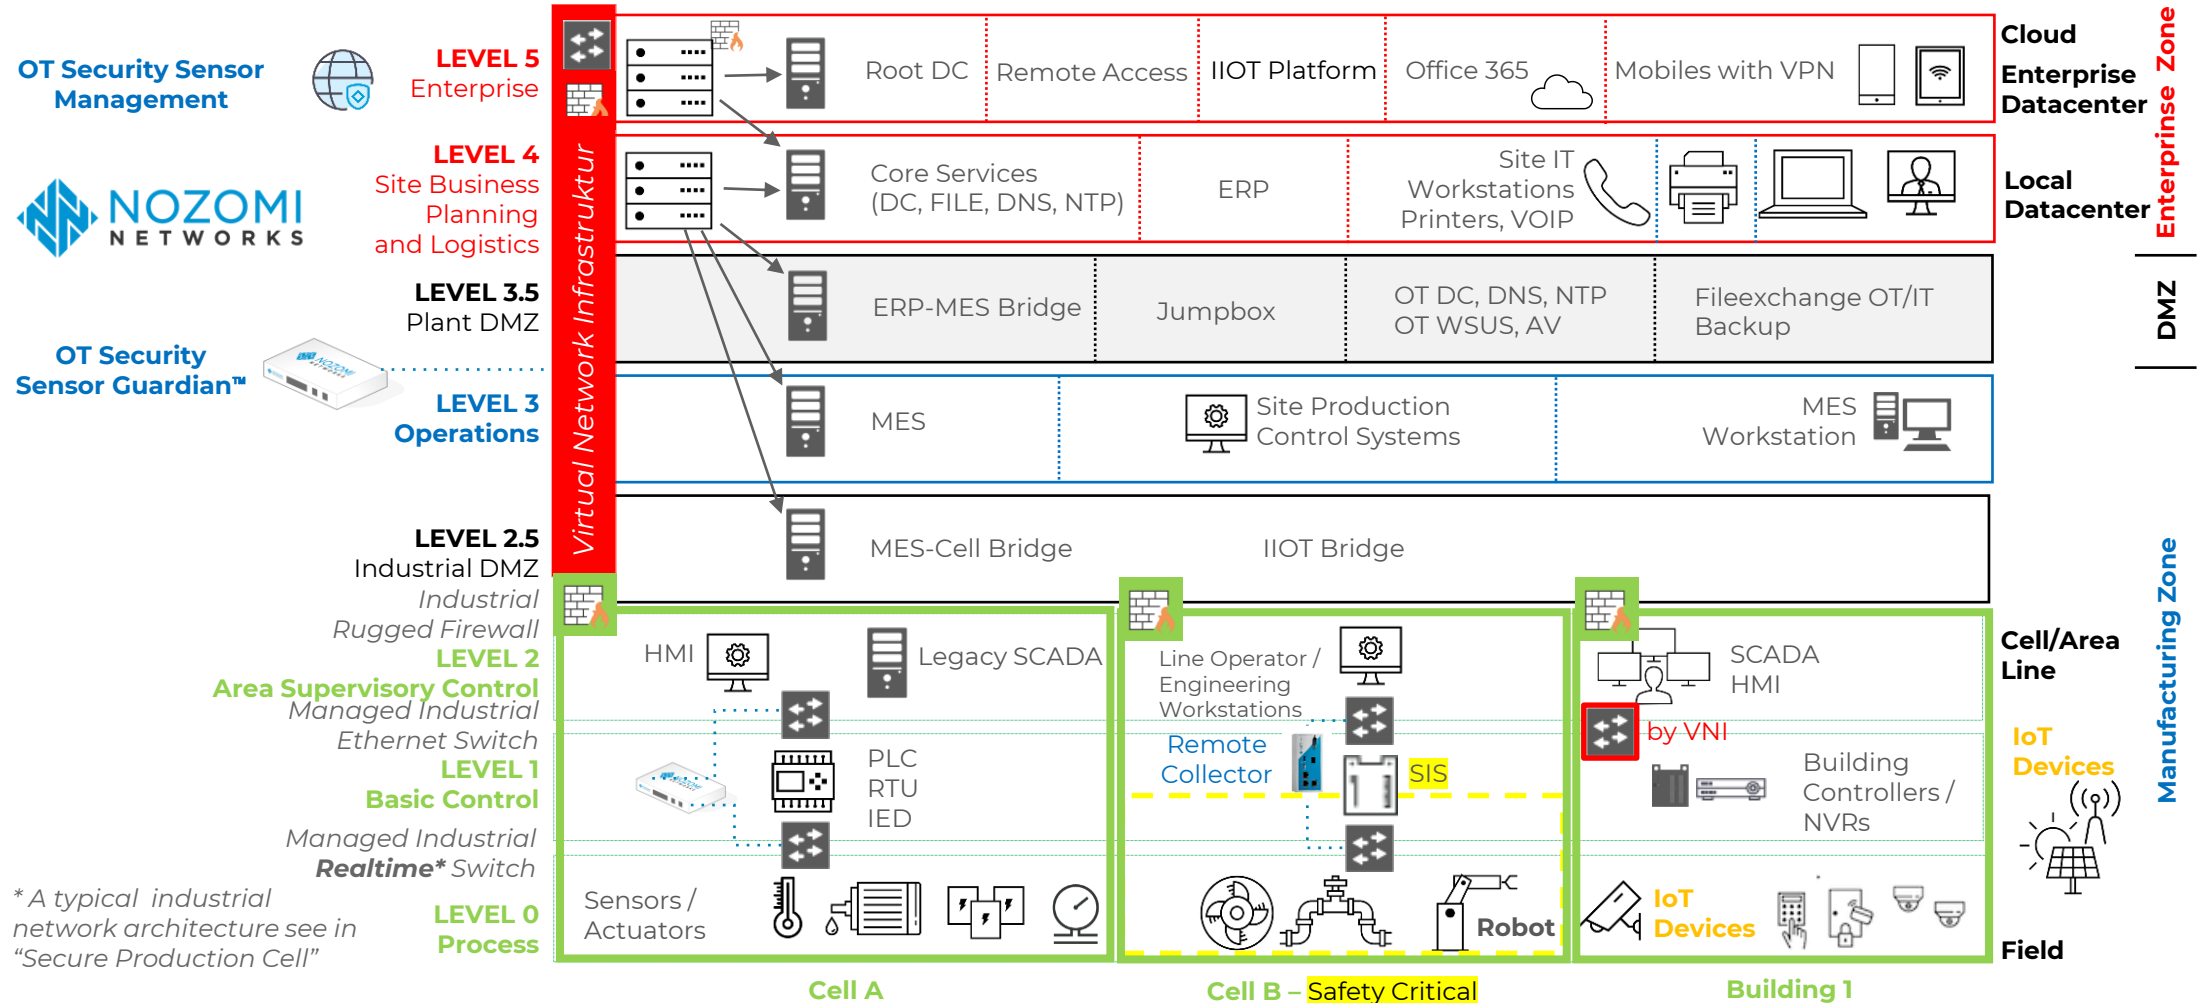 OT Security Sensor
Management
NOZOMI
NETWORKS
OT Security
Sensor Guardian™
LEVEL 5
Enterprise
LEVEL 4
Site Business
Planning
and Logistics
LEVEL 3.5
Plant DMZ
LEVEL 3
Operations
LEVEL 2.5
Industrial DMZ
Industrial
Rugged Firewall
LEVEL 2
Area Supervisory Control
Managed Industrial
Ethernet Switch
LEVEL 1
Basic Control
Managed Industrial
Realtime* Switch
LEVEL 0
Process
* A typical industrial
network architecture see in
“Secure Production Cell”
Virtual Network Infrastruktur
Root DC
Remote Access
IIOT Platform
Office 365
Mobiles with VPN
Core Services
(DC, FILE, DNS, NTP)
ERP
Site IT
Workstations
Printers, VOIP
ERP-MES Bridge
Jumpbox
OT DC, DNS, NTP
OT WSUS, AV
Fileexchange OT/IT
Backup
MES
Site Production
Control Systems
MES
Workstation
MES-Cell Bridge
IIOT Bridge
HMI
Legacy SCADA
PLC
RTU
IED
Sensors /
Actuators
Cell A
Line Operator /
Engineering
Workstations
Remote
Collector
SIS
Robot
Cell B – Safety Critical
SCADA
HMI
by VNI
Building
Controllers /
NVRs
IoT
Devices
Building 1
Cloud
Enterprise
Datacenter
Local
Datacenter
Cell/Area
Line
IoT
Devices
Field
Enterprinse Zone
DMZ
Manufacturing Zone
NOZOMI
NETWORKS